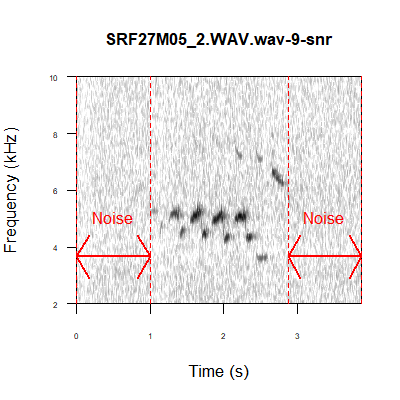 SRF27M05_2.WAV.wav-9-snr
10
8
6
4
2
Frequency (kHz)
Noise
Noise
0
1
2
3
Time (s)